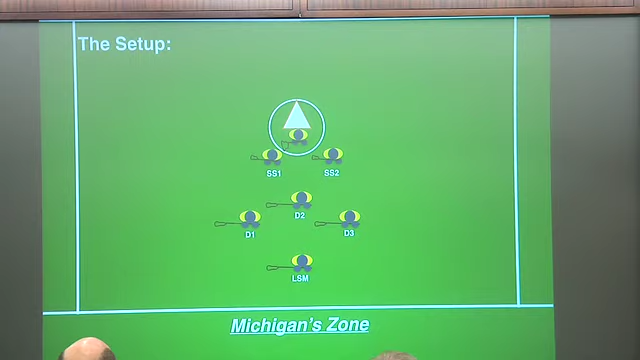 The Setup:
SS1
SS2
D2
D1
D3
LSM
Michigan's Zone